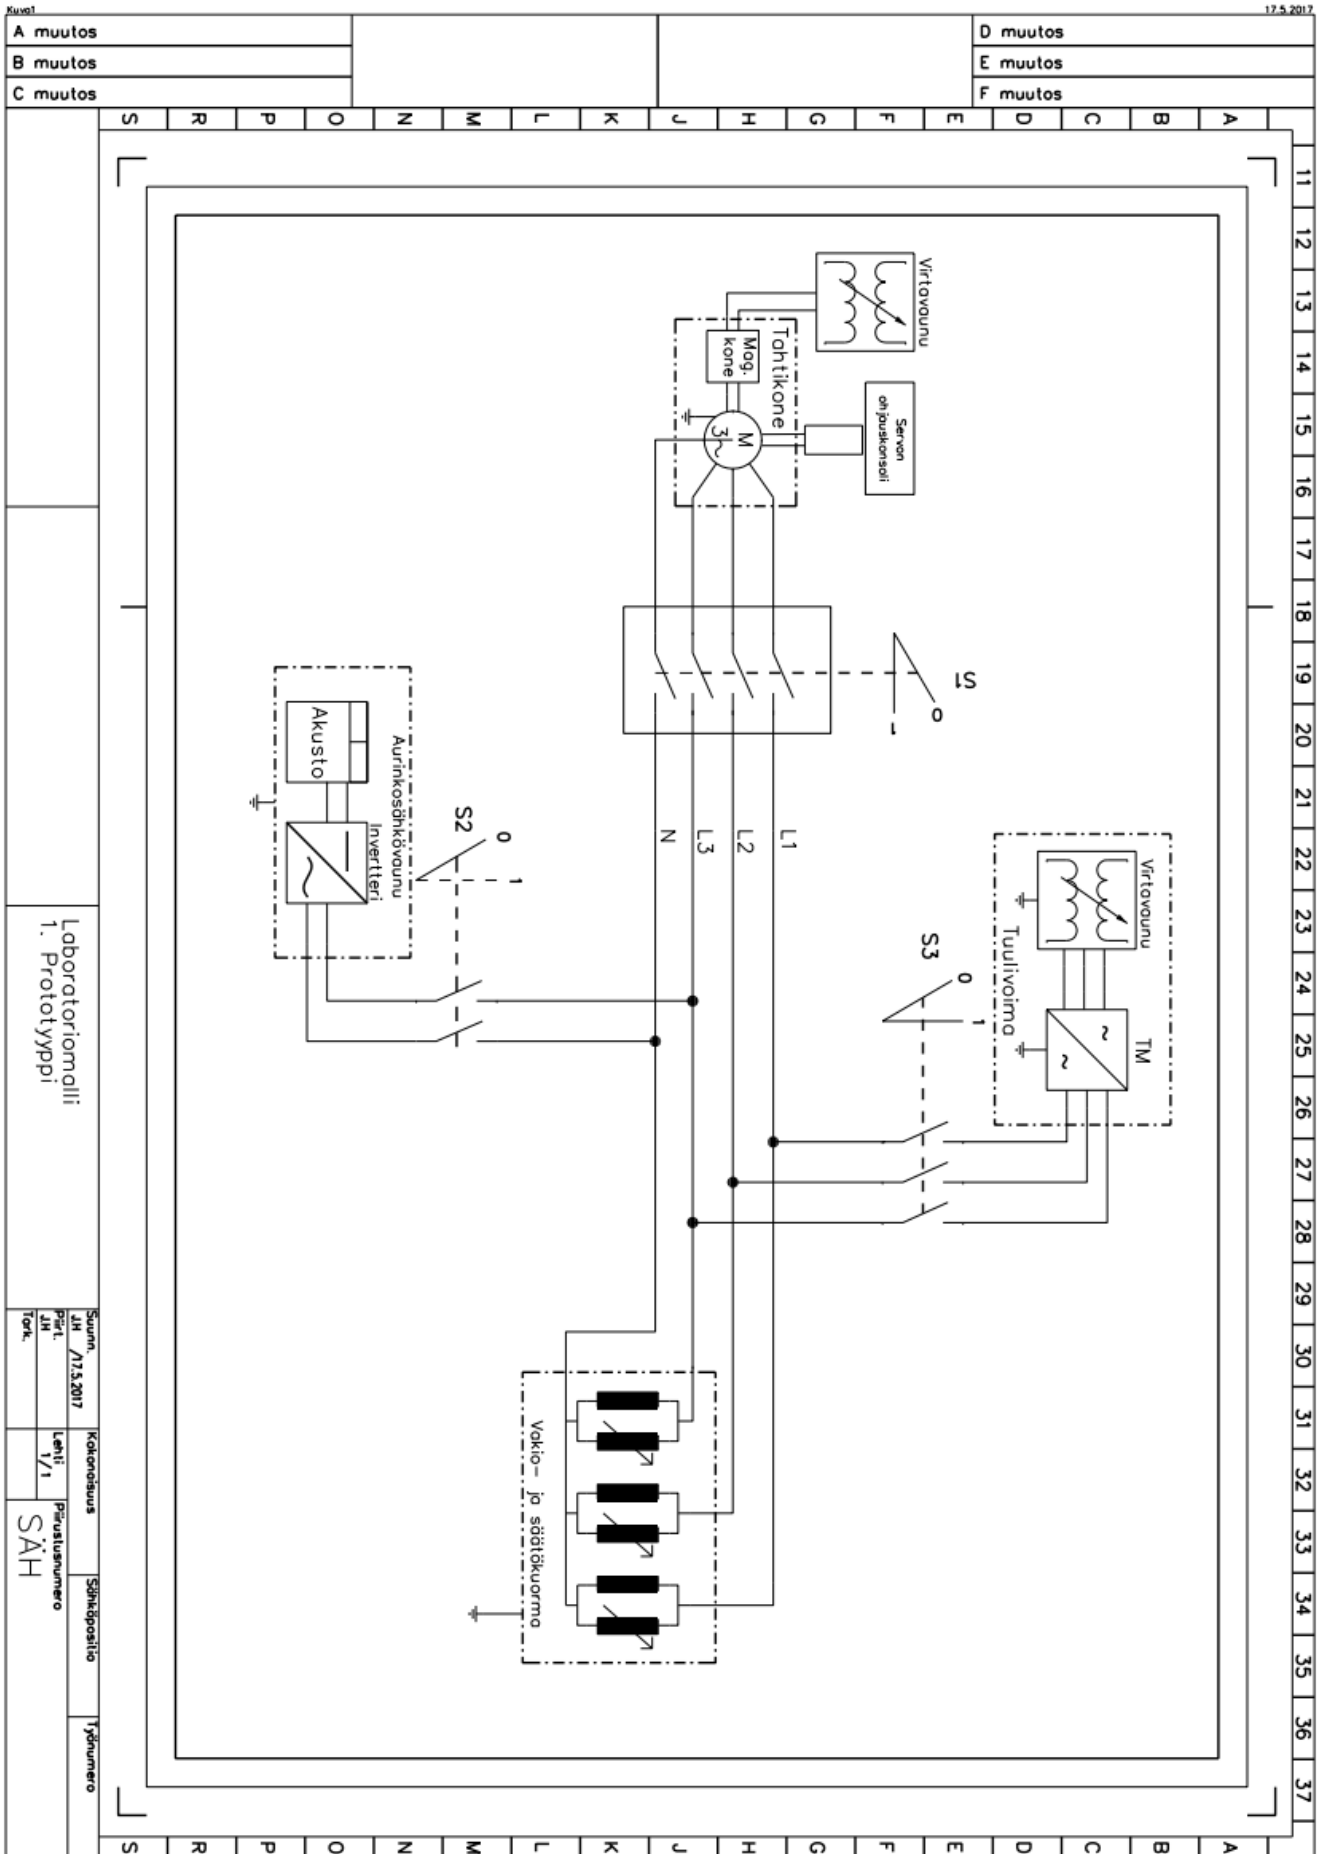 Kuva1
17.5.2017
A muutos
B muutos
C muutos
D muutos
E muutos
F muutos
S R P O N M L K J H G F E D C B A
11
12
13
14
15
16
17
18
19
20
21
22
23
24
25
26
27
28
29
30
31
32
33
34
35
36
37
Virtavaunu
Tahtikone
Mag.
kone
M
3~
Servon
ohjauskonsoli
S1
0
1
L1
L2
L3
N
Aurinkosähkövaunu
Akusto
Invertteri
S2
0
1
Virtavaunu
Tuulivoima
TM
~
~
S3
0
1
Vakio- ja säätökuorma
Laboratoriomalli
1. Prototyyppi
Suunn.
JH /17.5.2017
Piirt.
JH
Tark.
Kokonaisuus
Lehti
1/1
Piirustusnumero
SÄH
Sähköpositio
Työnumero
S R P O N M L K J H G F E D C B A